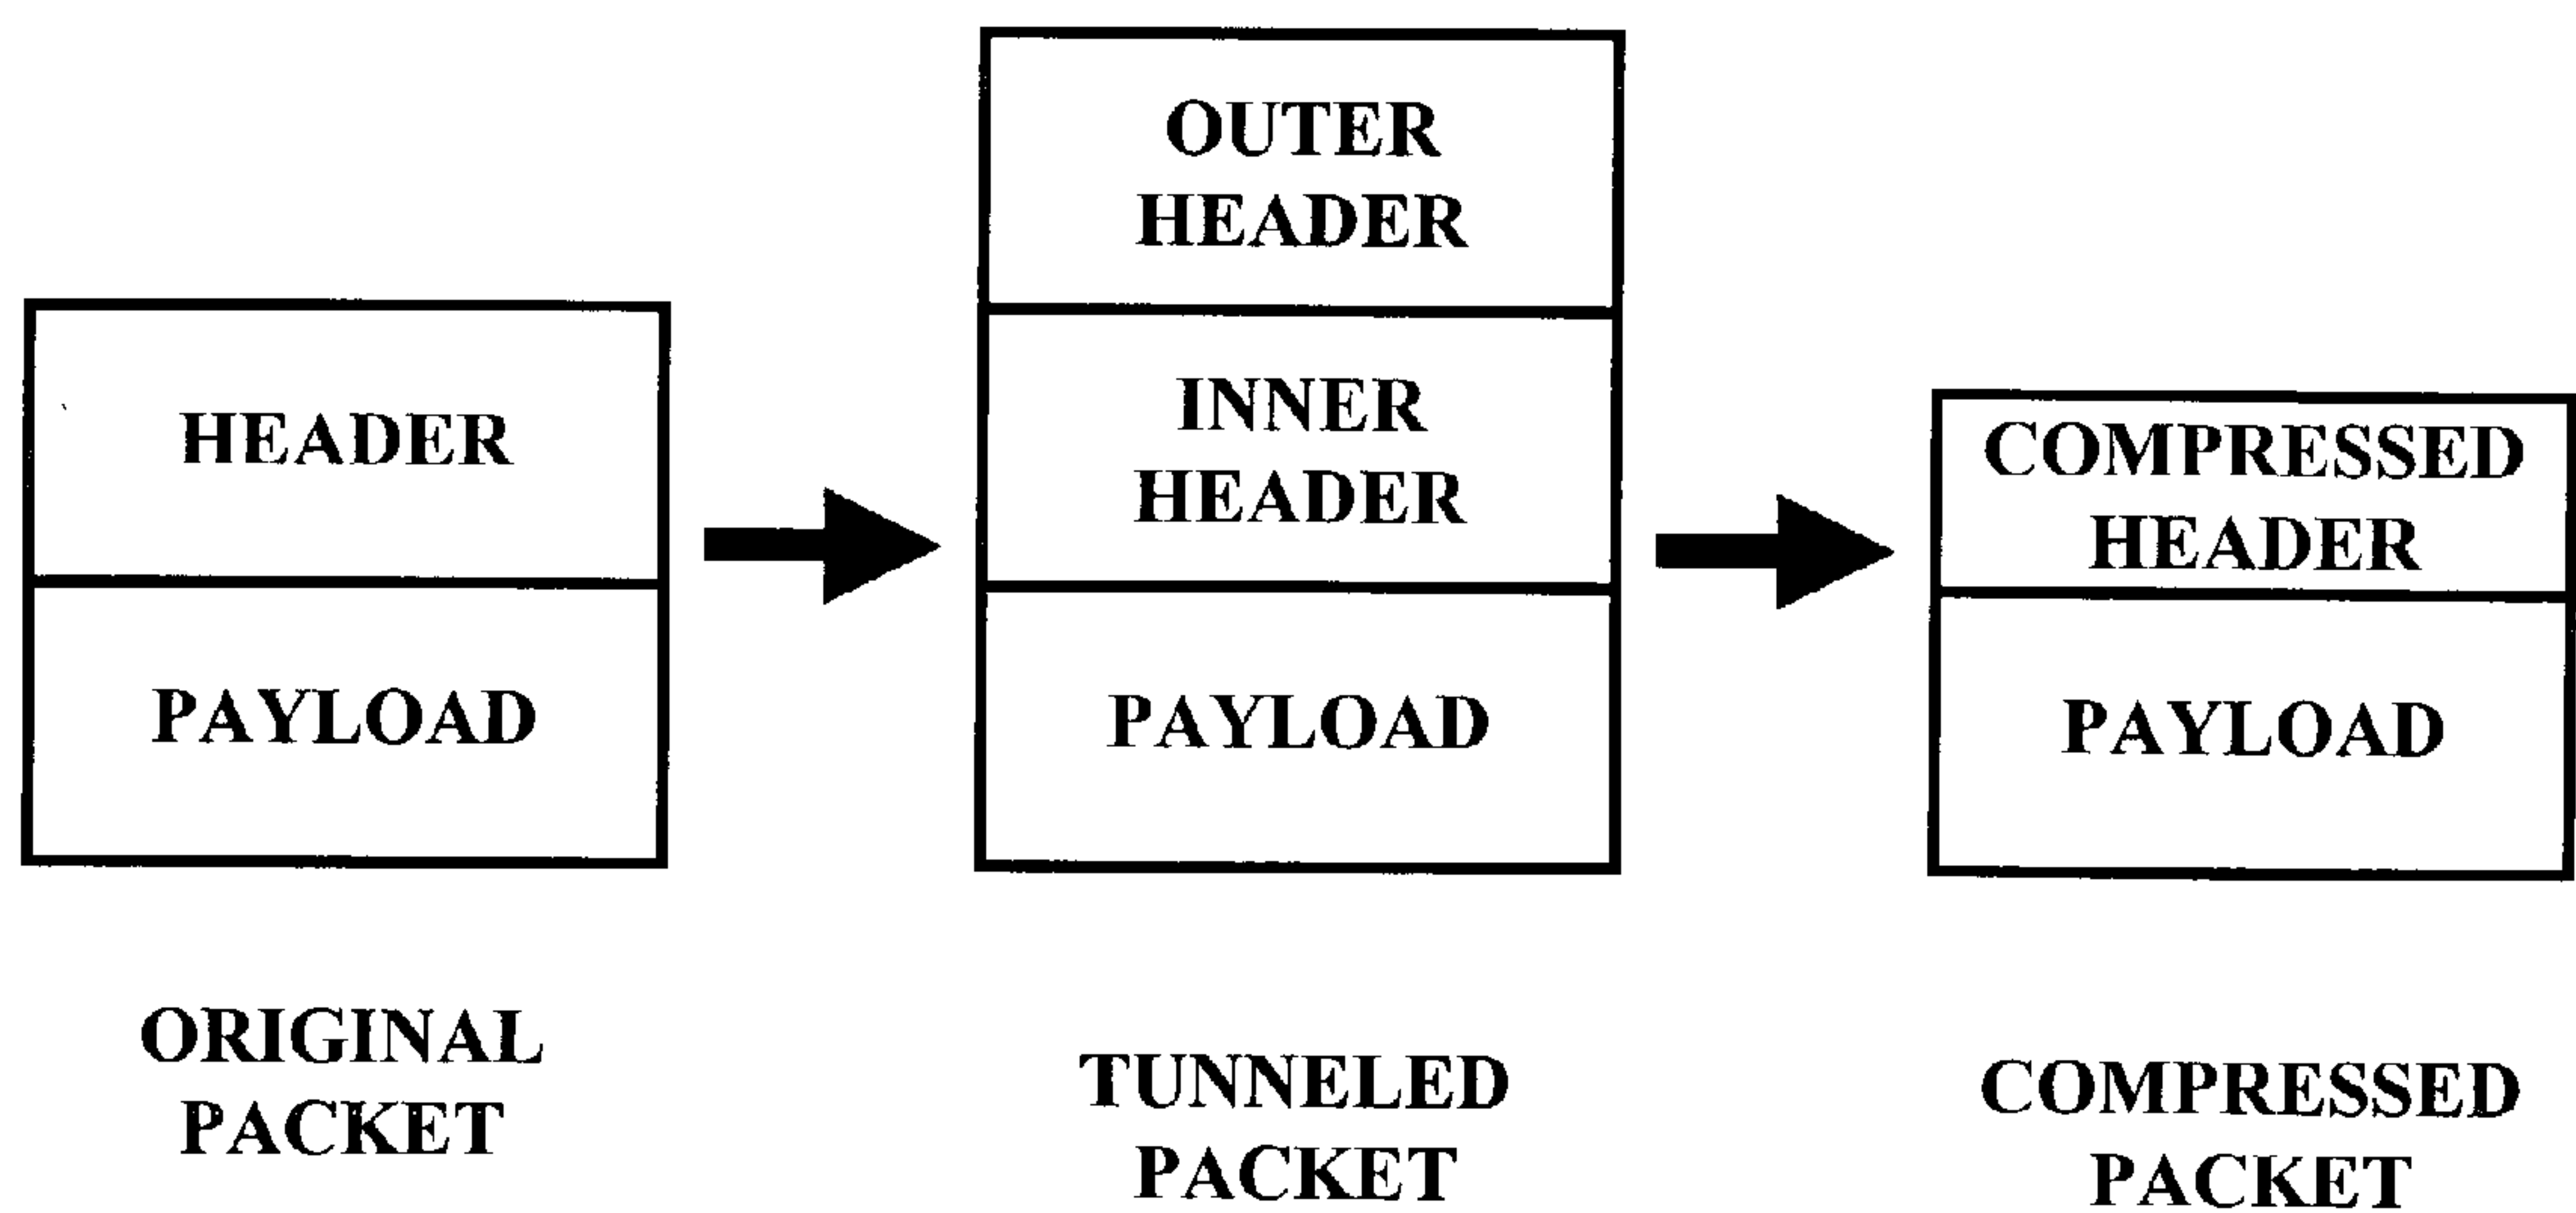 HEADER
PAYLOAD
ORIGINAL
PACKET
OUTER
HEADER
INNER
HEADER
PAYLOAD
TUNNELED
PACKET
COMPRESSED
HEADER
PAYLOAD
COMPRESSED
PACKET